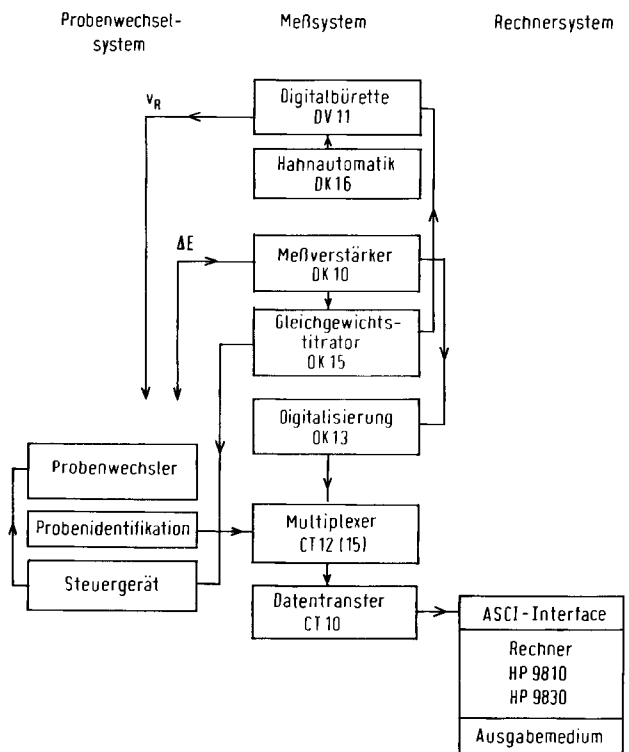 Probenwechsel-
system
Meßsystem
Rechnersystem
Digitalbürette
DV 11
VR
Hahnautomatik
DK 16
ΔE
Meßverstärker
DK 10
Gleichgewichts-
titrator
DK 15
Digitalisierung
DK 13
Probenwechsler
Probenidentifikation
Steuergerät
Multiplexer
CT 12 (15)
Datentransfer
CT 10
ASCI-Interface
Rechner
HP 9810
HP 9830
Ausgabemedium